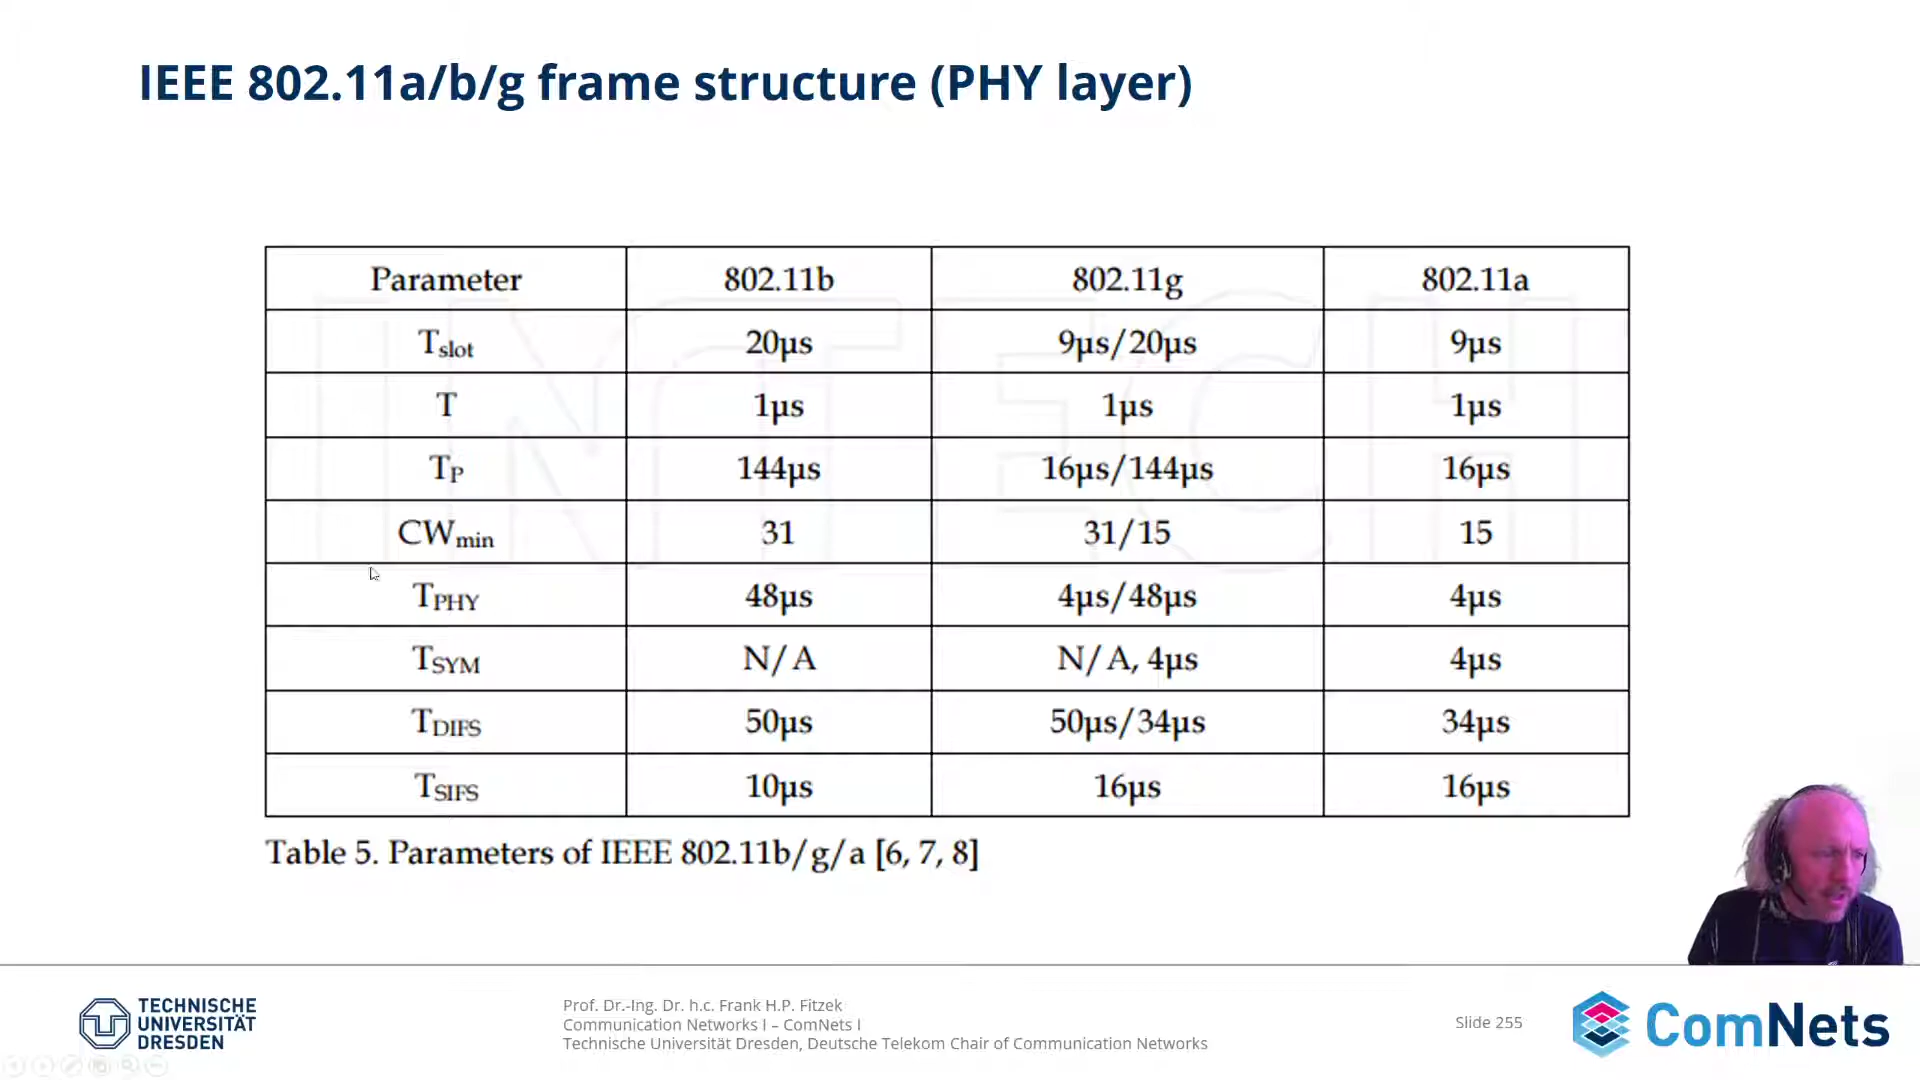 IEEE 802.11a/b/g frame structure (PHY layer)
Parameter 802.11b 802.11g 802.11a
Tslot 20μs 9μs/20μs 9μs
T 1μs 1μs 1μs
TP 144μs 16μs/144μs 16μs
CWmin 31 31/15 15
TPHY 48μs 4μs/48μs 4μs
TSYM N/A N/A, 4μs 4μs
TDIFS 50μs 50μs/34μs 34μs
TSIFS 10μs 16μs 16μs
INTECH
Table 5. Parameters of IEEE 802.11b/g/a [6, 7, 8]
TECHNISCHE
UNIVERSITÄT
DRESDEN
Prof. Dr.-Ing. Dr. h.c. Frank H.P. Fitzek
Communication Networks I – ComNets I
Technische Universität Dresden, Deutsche Telekom Chair of Communication Networks
Slide 255
ComNets